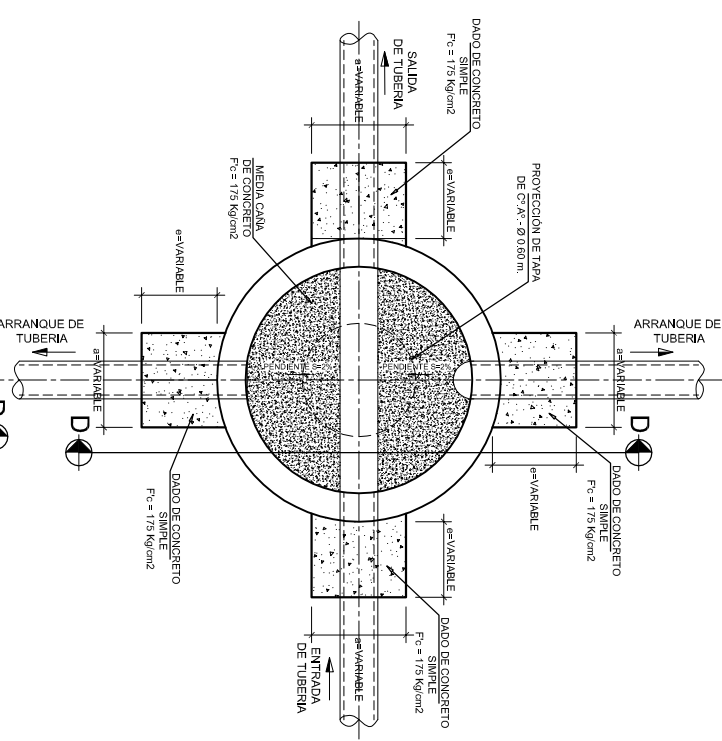 DADO DE CONCRETO
SIMPLE
F'c = 175 Kg/cm2
SALIDA
DE TUBERIA
a=VARIABLE
e=VARIABLE
PROYECCIÓN DE TAPA
DE Cº Aº - Ø 0.60 m.
MEDIA CAÑA
DE CONCRETO
F'c = 175 Kg/cm2
e=VARIABLE
ARRANQUE DE
TUBERIA
a=VARIABLE
ARRANQUE DE
TUBERIA
a=VARIABLE
PENDIENTE S=2%
PENDIENTE S=2%
D
D
D
DADO DE CONCRETO
SIMPLE
F'c = 175 Kg/cm2
e=VARIABLE
DADO DE CONCRETO
SIMPLE
F'c = 175 Kg/cm2
e=VARIABLE
DADO DE CONCRETO
SIMPLE
F'c = 175 Kg/cm2
a=VARIABLE
ENTRADA
DE TUBERIA